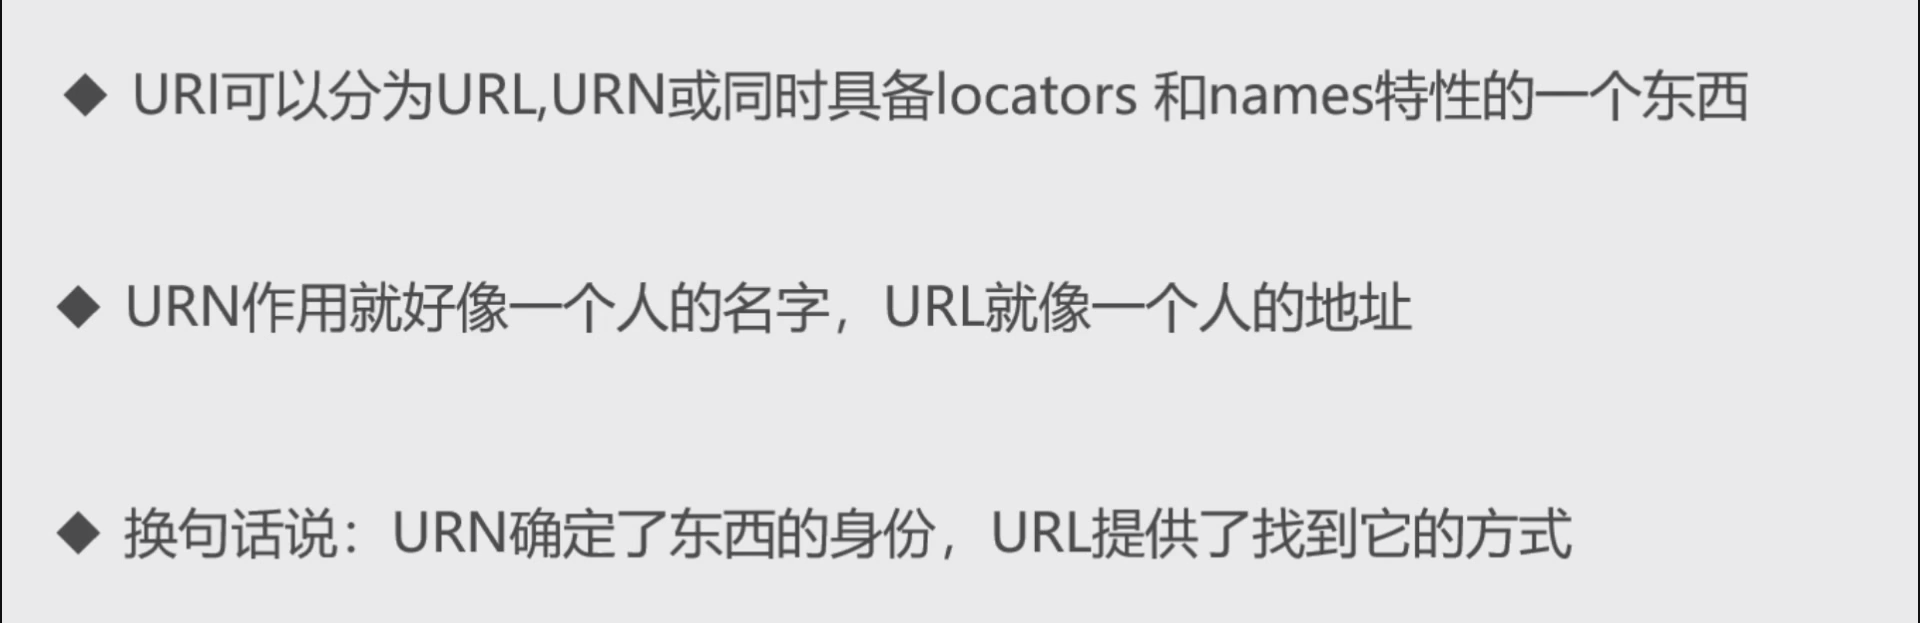 ◆ URI可以分为URL,URN或同时具备locators 和names特性的一个东西
◆ URN作用就好像一个人的名字，URL就像一个人的地址
◆ 换句话说：URN确定了东西的身份，URL提供了找到它的方式